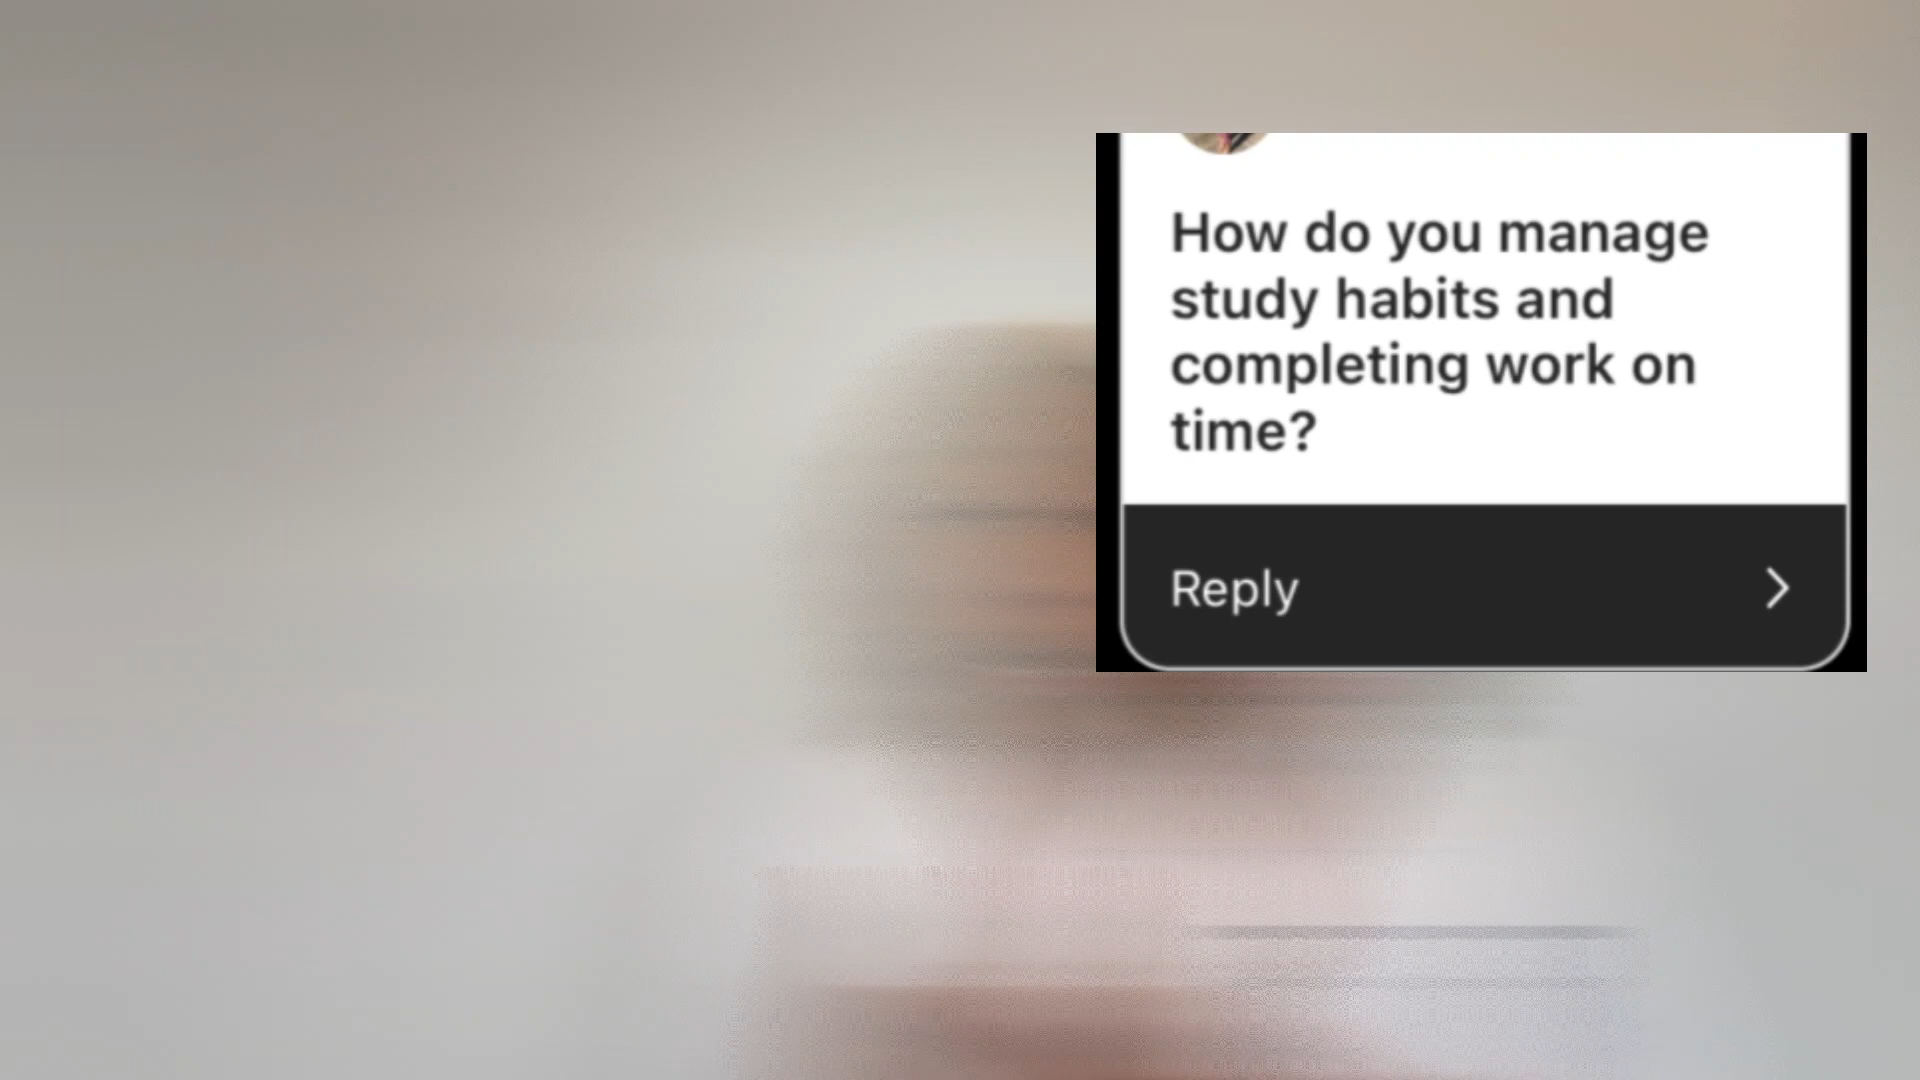 How do you manage
study habits and
completing work on
time?
Reply